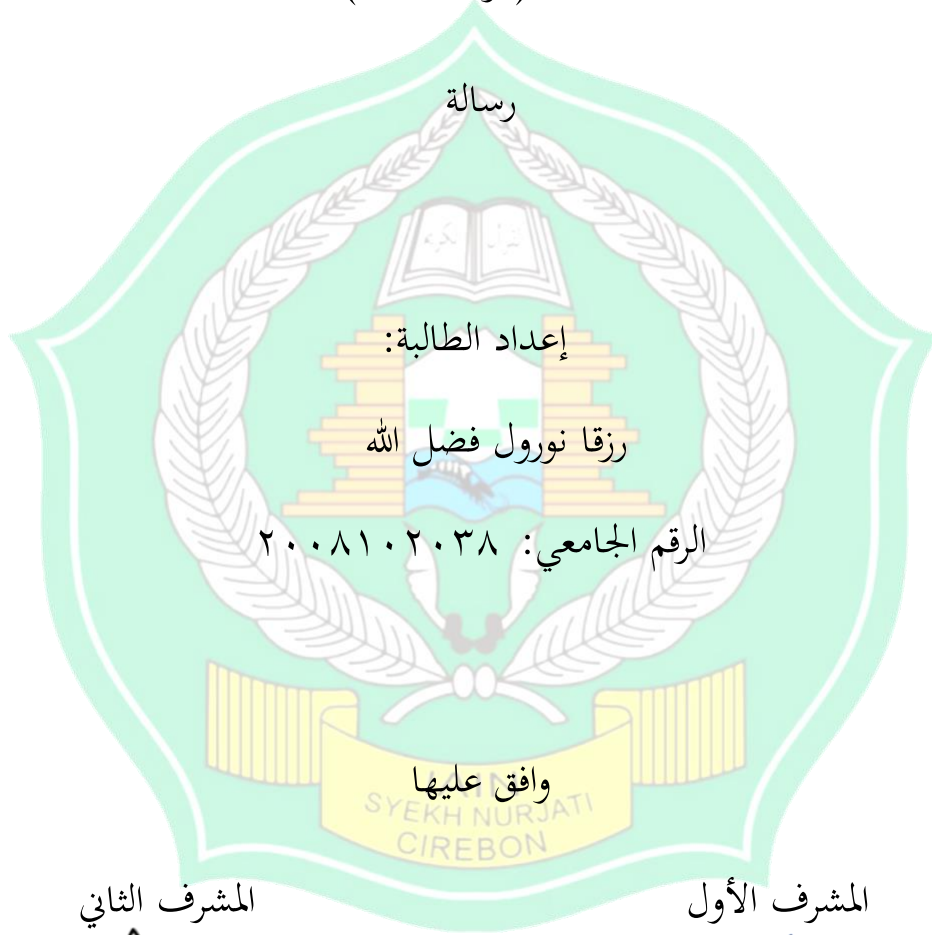 رسالة
إعداد الطالبة:
رزقا نورول فضل الله
الرقم الجامعي: ٢٠٠٨١٠٢٠٣٨
وافق عليها
IAIN
SYEKH NURJATI
CIREBON
المشرف الأول المشرف الثاني